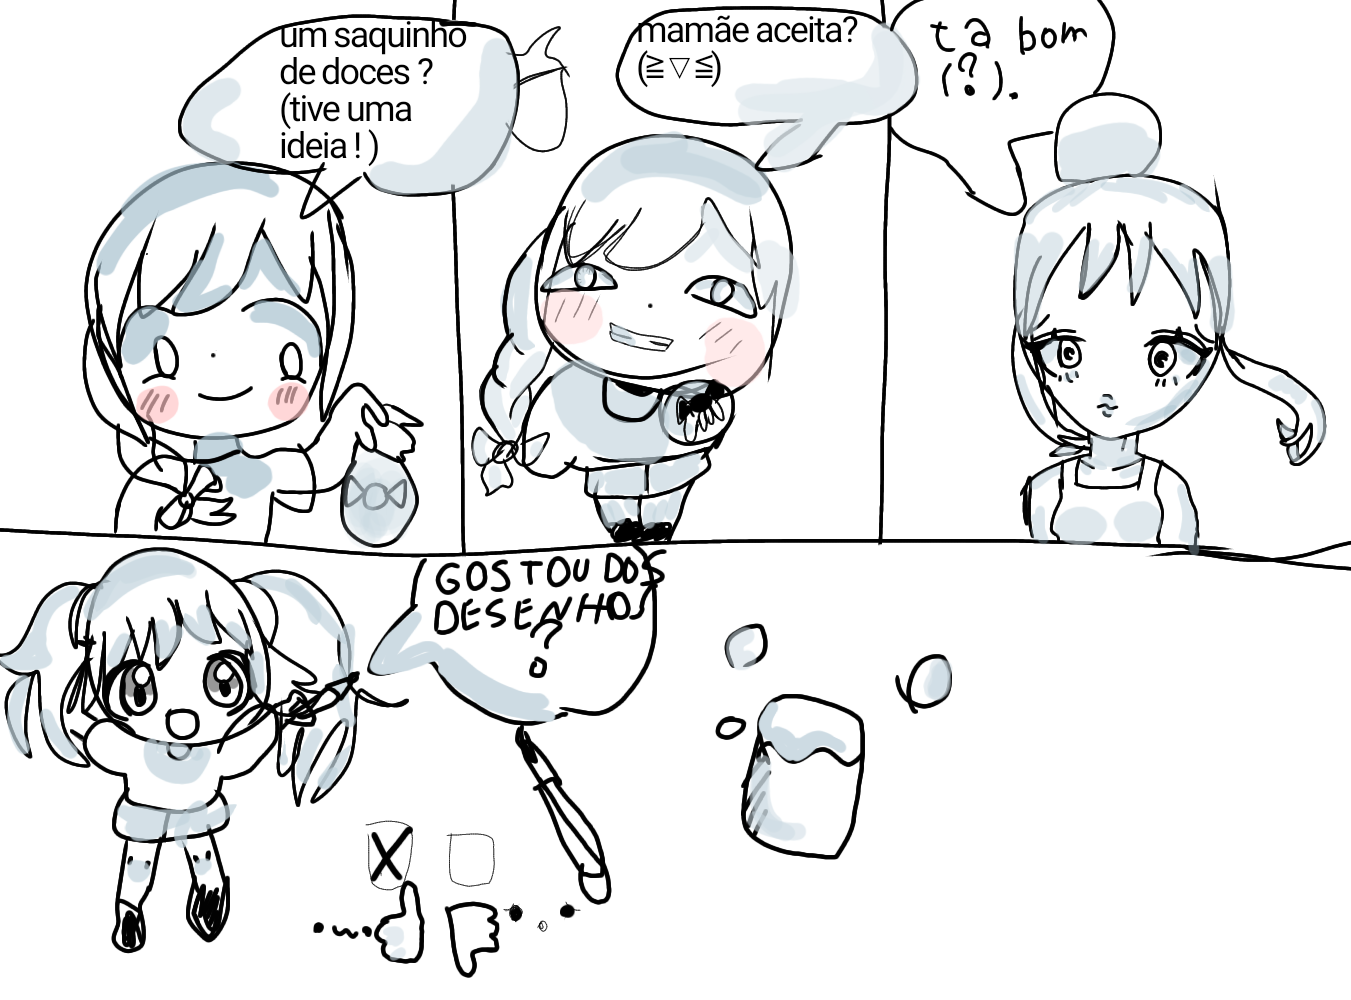 um saquinho
de doces ?
(tive uma
ideia ! )
mamãe aceita?
(≧▽≦)
ta bom
(?).
GOSTOU DOS
DESENHOS
?
X